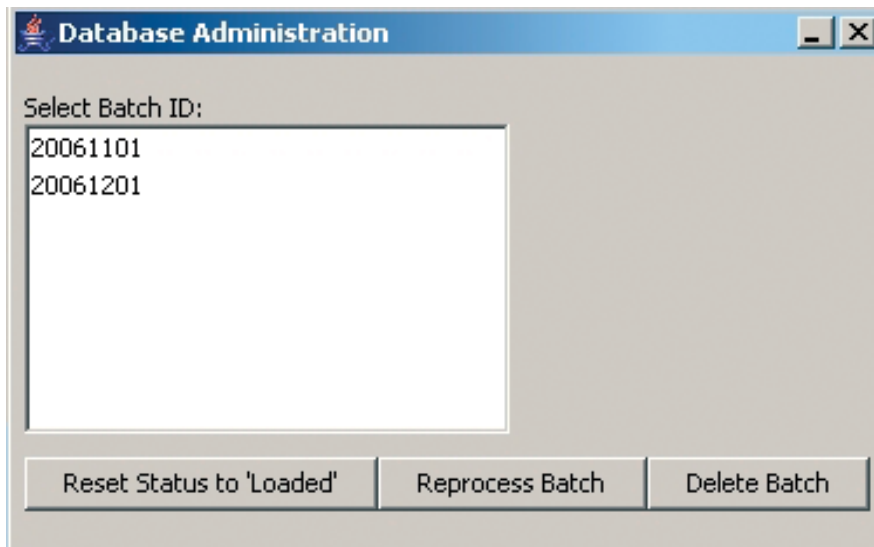 Database Administration
Select Batch ID:
20061101
20061201
Reset Status to 'Loaded' Reprocess Batch Delete Batch